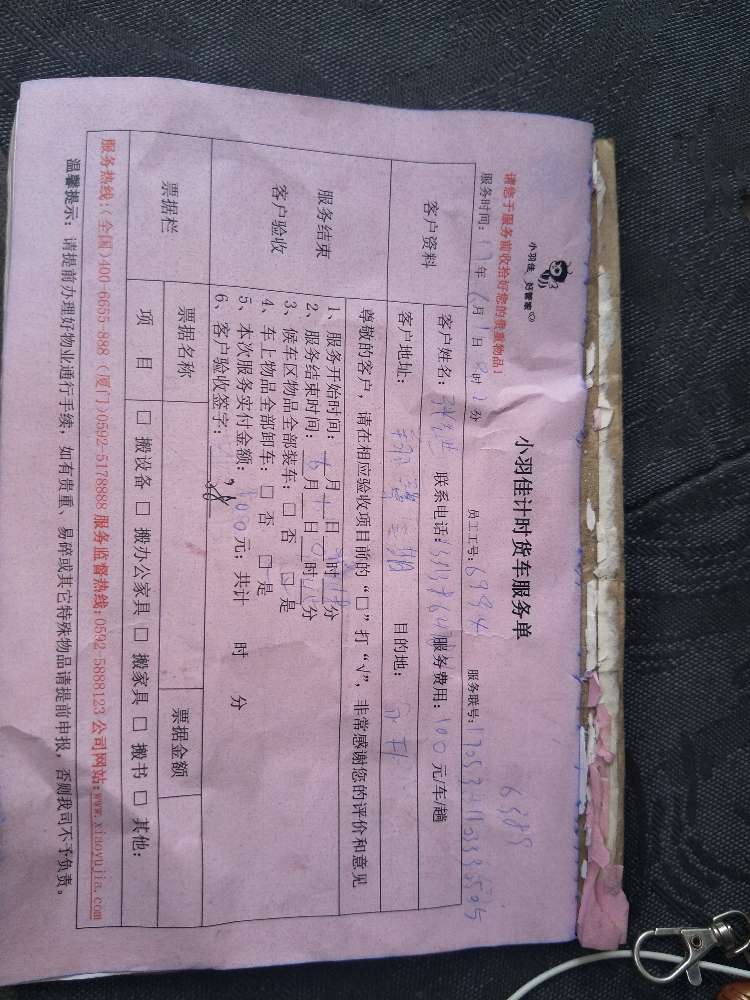 小羽佳 好管家
小羽佳计时货车服务单
请您于服务前收拾好您的贵重物品！
服务时间：17年6月1日8时2分 员工工号：6994 服务联号：
客户资料
客户姓名： 联系电话： 服务费用：100元/车/趟
客户地址： 目的地：
服务结束
客户验收
尊敬的客户，请在相应验收项目前的“□”打“√”，非常感谢您的评价和意见
1、服务开始时间： 月 日 时 分
2、服务结束时间：6月 日 时 分
3、候车区物品全部装车：□ 否 □ 是
4、车上物品全部卸车：□ 否 □ 是
5、本次服务实付金额： 元；共计 时 分
6、客户验收签字：
票据栏
票据名称 票据金额
项 目 □ 搬设备 □ 搬办公家具 □ 搬家具 □ 搬书 □ 其他：
服务热线：（全国）400-6655-888（厦门）0592-5178888 服务监督热线：0592-5888123 公司网站：www.xiaoyujia.com
温馨提示：请提前办理好物业通行手续，如有贵重、易碎或其它特殊物品请提前申报，否则我司不予负责。